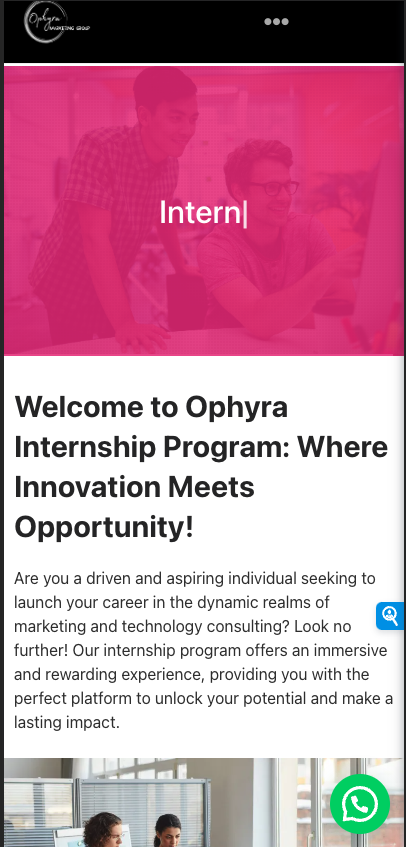 Ophyra
MARKETING GROUP
Intern
Welcome to Ophyra
Internship Program: Where
Innovation Meets
Opportunity!
Are you a driven and aspiring individual seeking to
launch your career in the dynamic realms of
marketing and technology consulting? Look no
further! Our internship program offers an immersive
and rewarding experience, providing you with the
perfect platform to unlock your potential and make a
lasting impact.